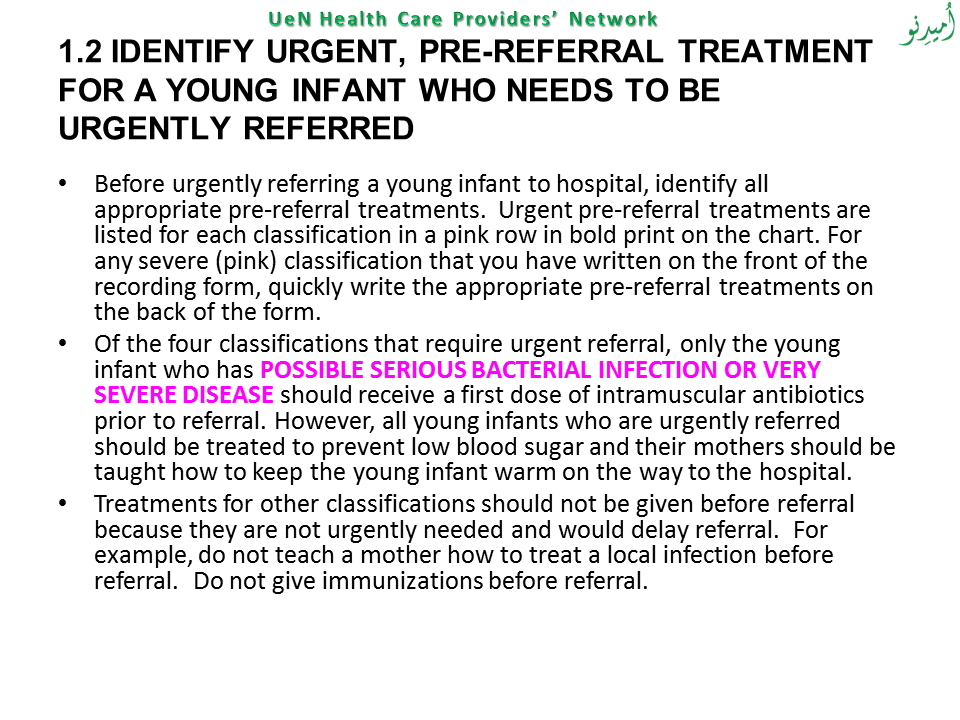 UeN Health Care Providers’ Network
اُمیدِنو
1.2 IDENTIFY URGENT, PRE-REFERRAL TREATMENT
FOR A YOUNG INFANT WHO NEEDS TO BE
URGENTLY REFERRED
• Before urgently referring a young infant to hospital, identify all
appropriate pre-referral treatments. Urgent pre-referral treatments are
listed for each classification in a pink row in bold print on the chart. For
any severe (pink) classification that you have written on the front of the
recording form, quickly write the appropriate pre-referral treatments on
the back of the form.
• Of the four classifications that require urgent referral, only the young
infant who has POSSIBLE SERIOUS BACTERIAL INFECTION OR VERY
SEVERE DISEASE should receive a first dose of intramuscular antibiotics
prior to referral. However, all young infants who are urgently referred
should be treated to prevent low blood sugar and their mothers should be
taught how to keep the young infant warm on the way to the hospital.
• Treatments for other classifications should not be given before referral
because they are not urgently needed and would delay referral. For
example, do not teach a mother how to treat a local infection before
referral. Do not give immunizations before referral.